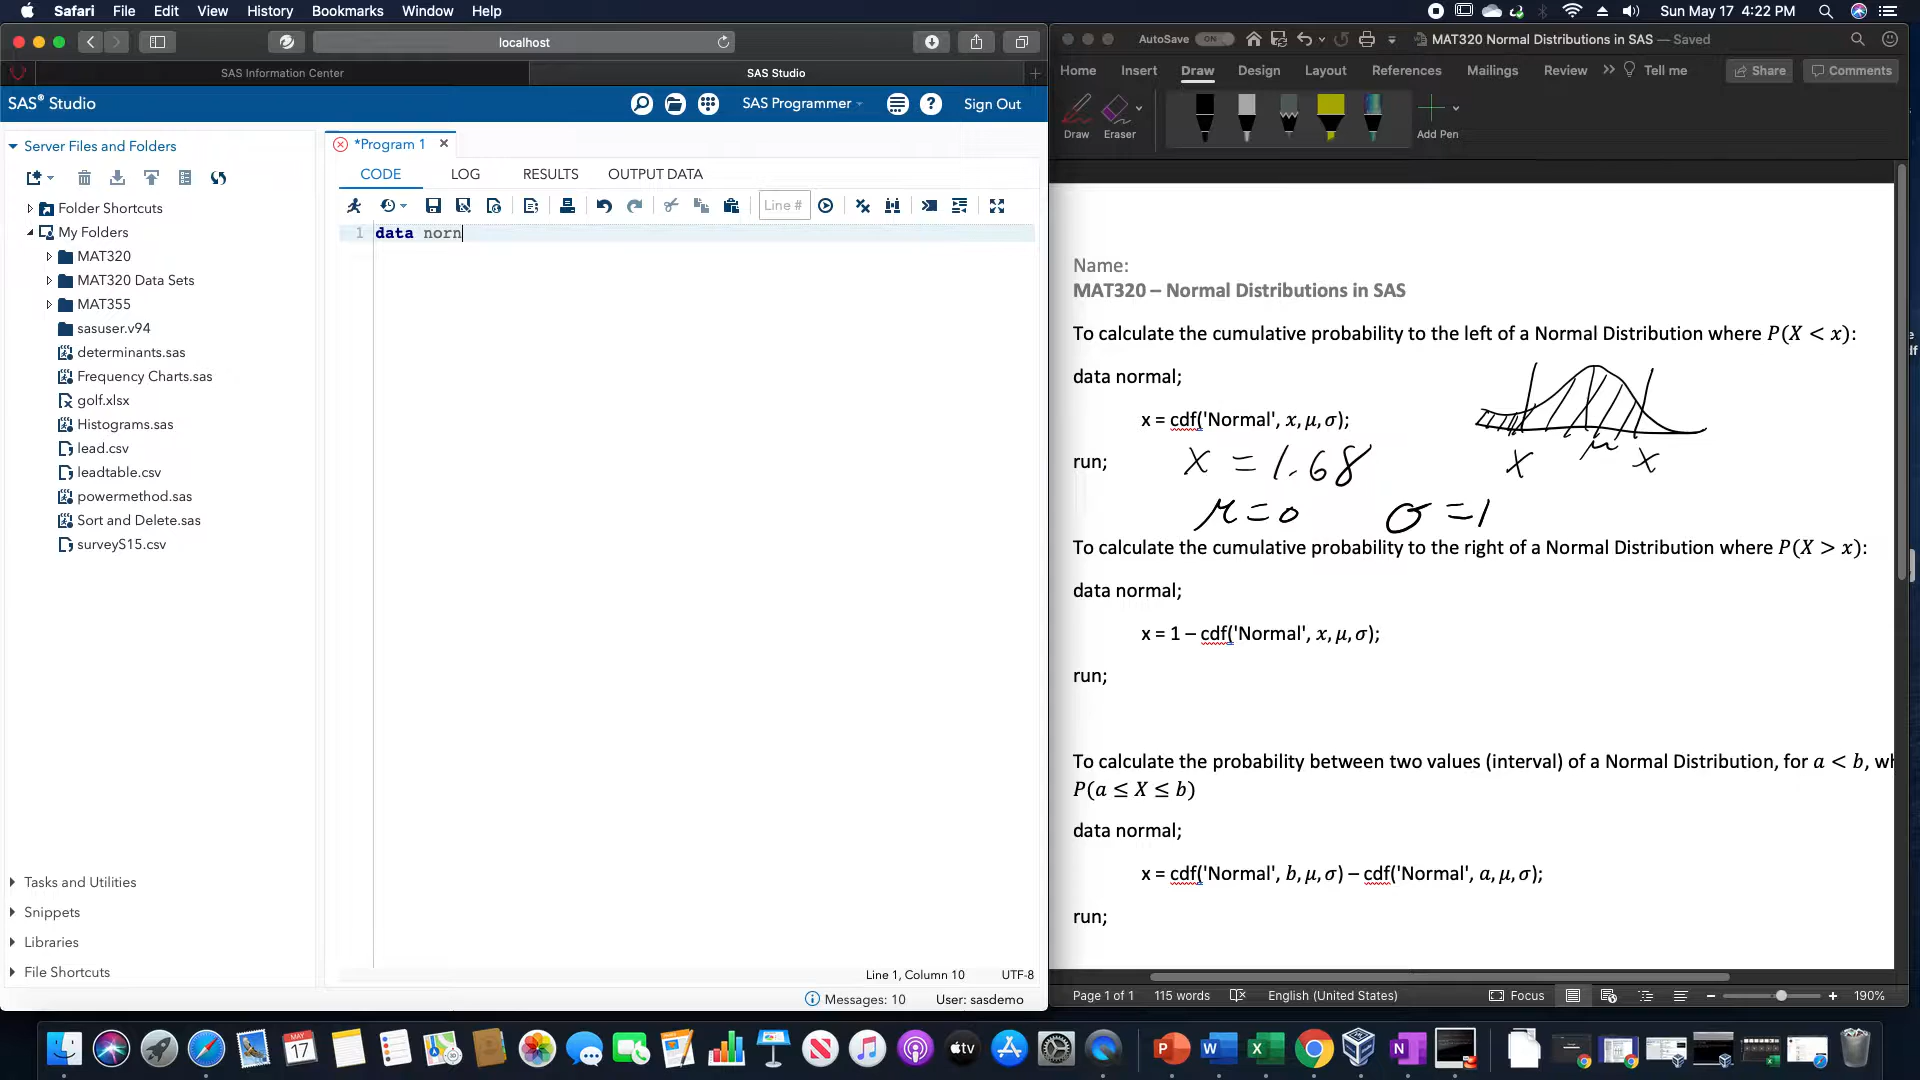 Safari File Edit View History Bookmarks Window Help Sun May 17 4:22 PM
localhost
SAS Information Center SAS Studio
SAS® Studio SAS Programmer Sign Out
Server Files and Folders
Folder Shortcuts
My Folders
MAT320
MAT320 Data Sets
MAT355
sasuser.v94
determinants.sas
Frequency Charts.sas
golf.xlsx
Histograms.sas
lead.csv
leadtable.csv
powermethod.sas
Sort and Delete.sas
surveyS15.csv
Tasks and Utilities
Snippets
Libraries
File Shortcuts
*Program 1
CODE LOG RESULTS OUTPUT DATA
Line #
1 data norn
Line 1, Column 10 UTF-8
Messages: 10 User: sasdemo
AutoSave ON MAT320 Normal Distributions in SAS — Saved
Home Insert Draw Design Layout References Mailings Review Tell me Share Comments
Draw Eraser Add Pen
Name:
MAT320 – Normal Distributions in SAS
To calculate the cumulative probability to the left of a Normal Distribution where P(X < x):
data normal;
x = cdf('Normal', x, μ, σ);
run;
x = 1.68
μ = 0 σ = 1
x μ x
To calculate the cumulative probability to the right of a Normal Distribution where P(X > x):
data normal;
x = 1 – cdf('Normal', x, μ, σ);
run;
To calculate the probability between two values (interval) of a Normal Distribution, for a < b,
P(a ≤ X ≤ b)
data normal;
x = cdf('Normal', b, μ, σ) – cdf('Normal', a, μ, σ);
run;
Page 1 of 1 115 words English (United States) Focus 190%
MAY 17 tv